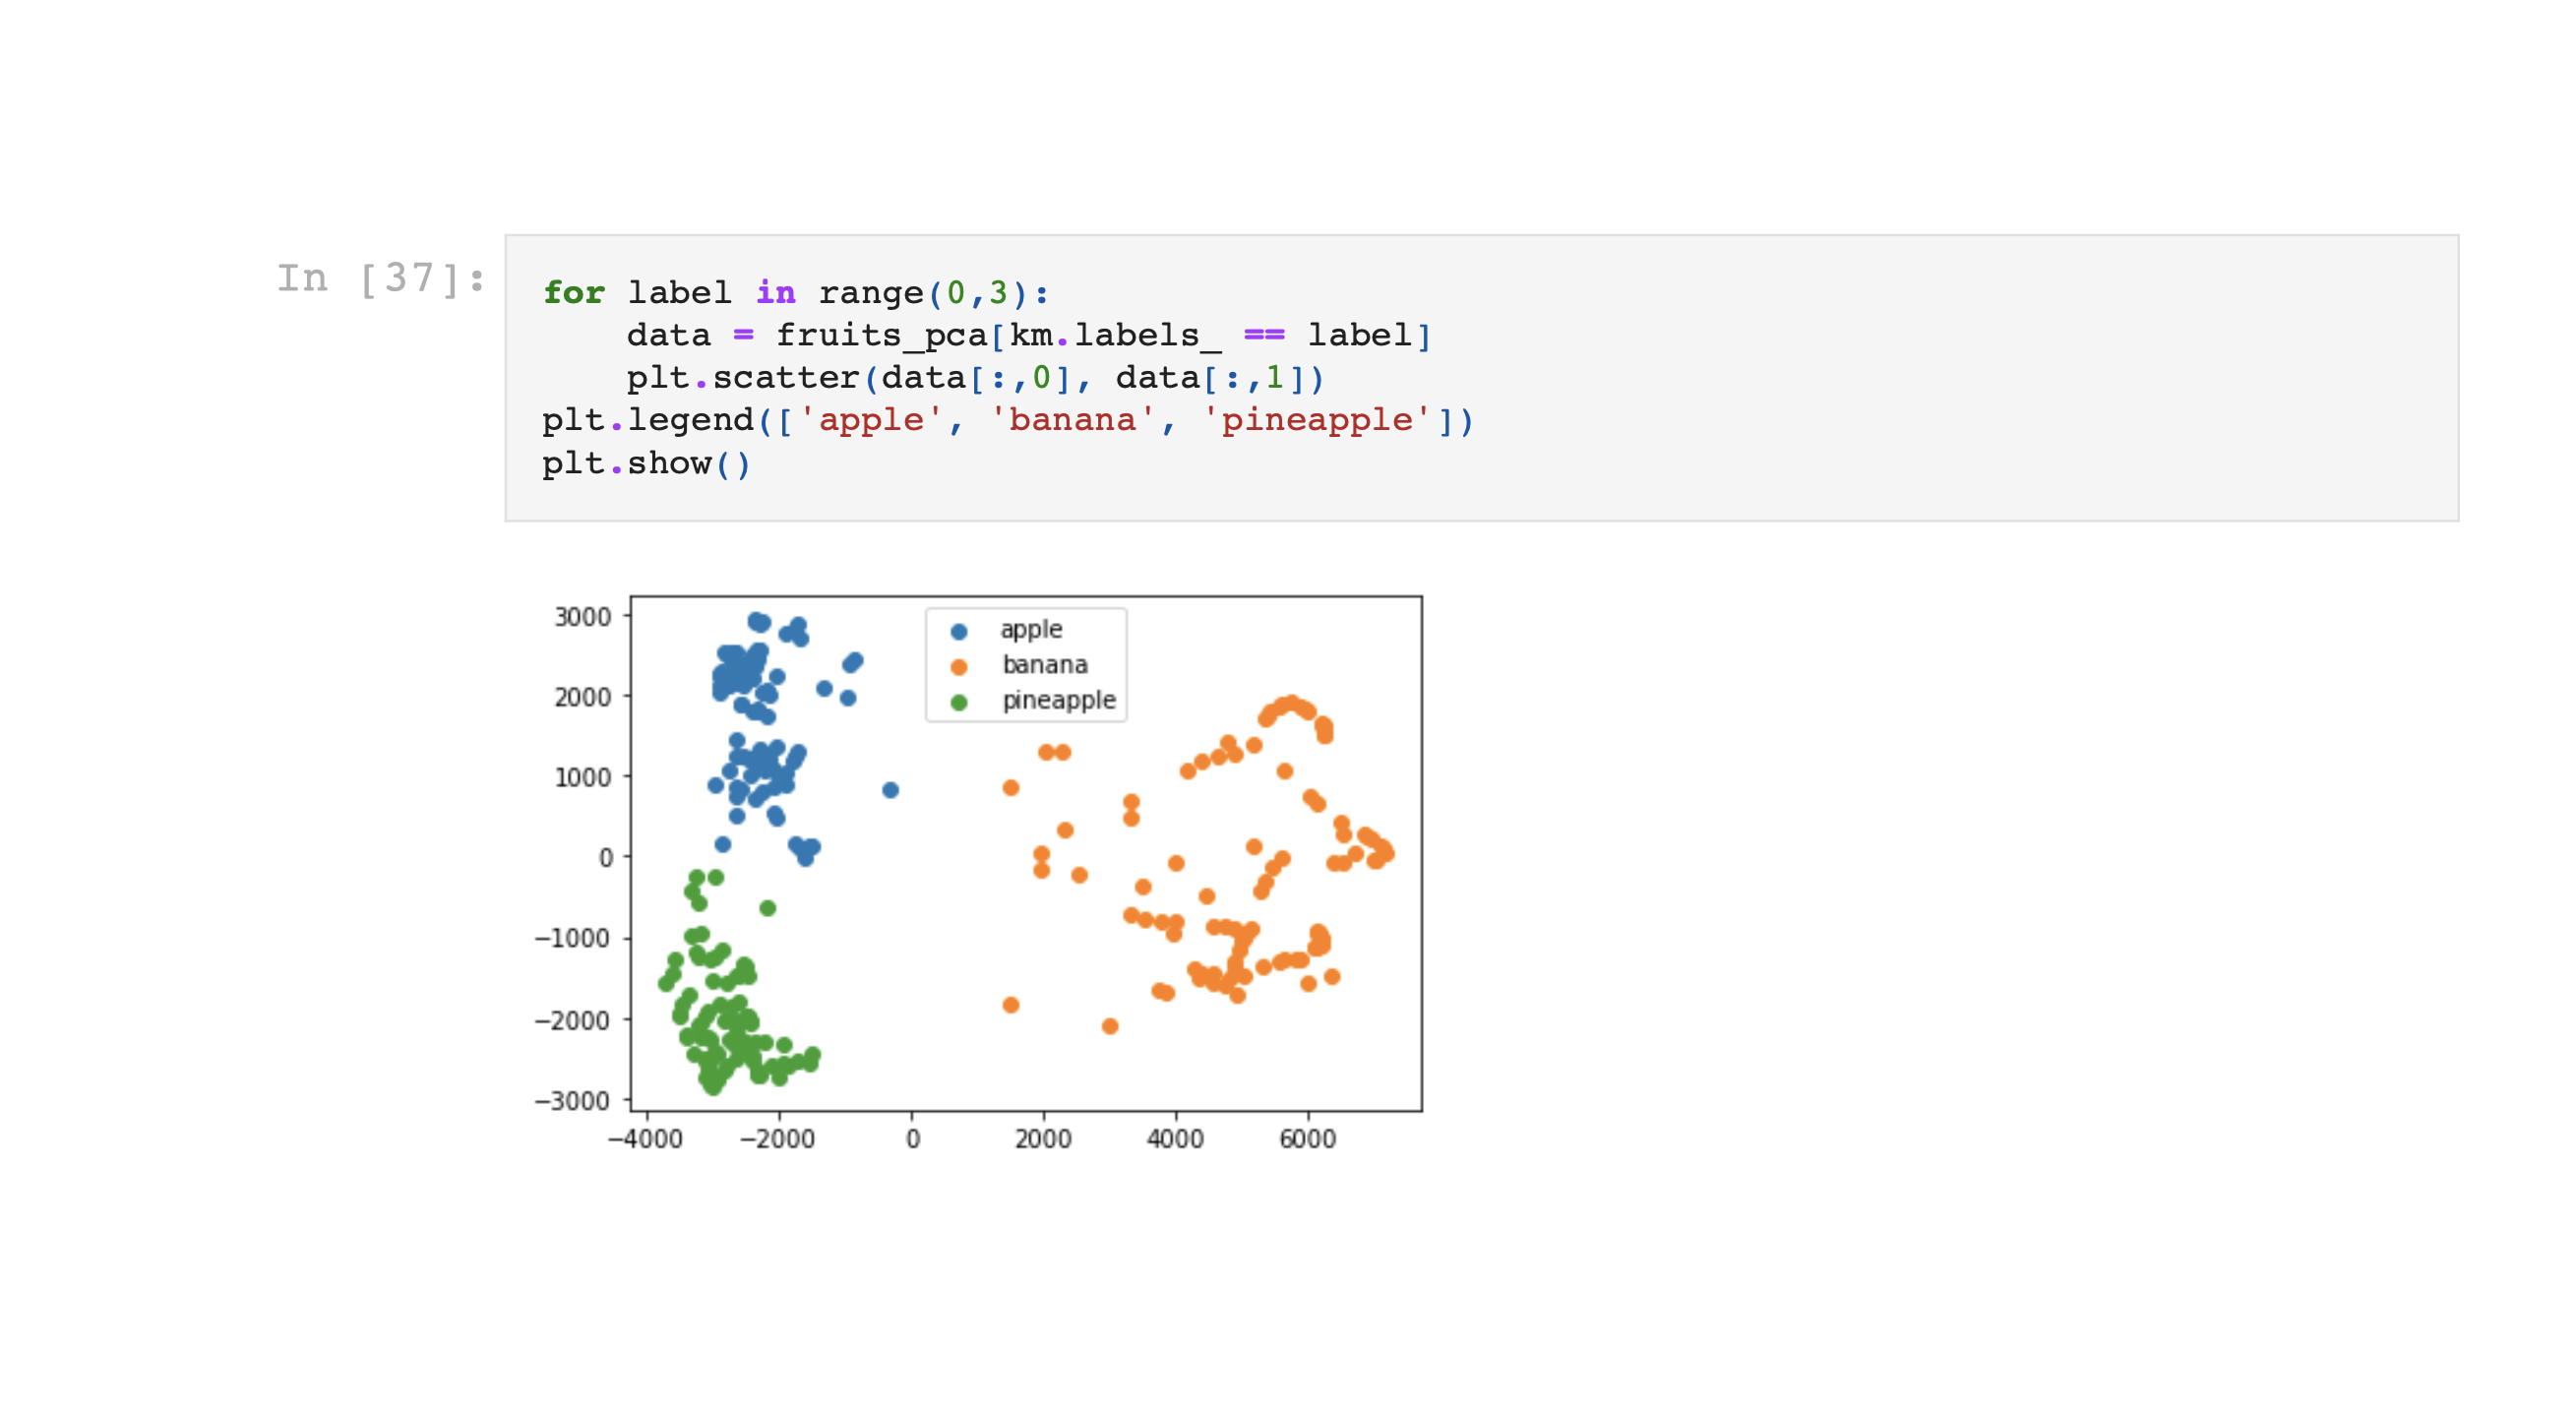 In [37]:
for label in range(0,3):
    data = fruits_pca[km.labels_ == label]
    plt.scatter(data[:,0], data[:,1])
plt.legend(['apple', 'banana', 'pineapple'])
plt.show()
apple
banana
pineapple
3000
2000
1000
0
−1000
−2000
−3000
−4000 −2000 0 2000 4000 6000